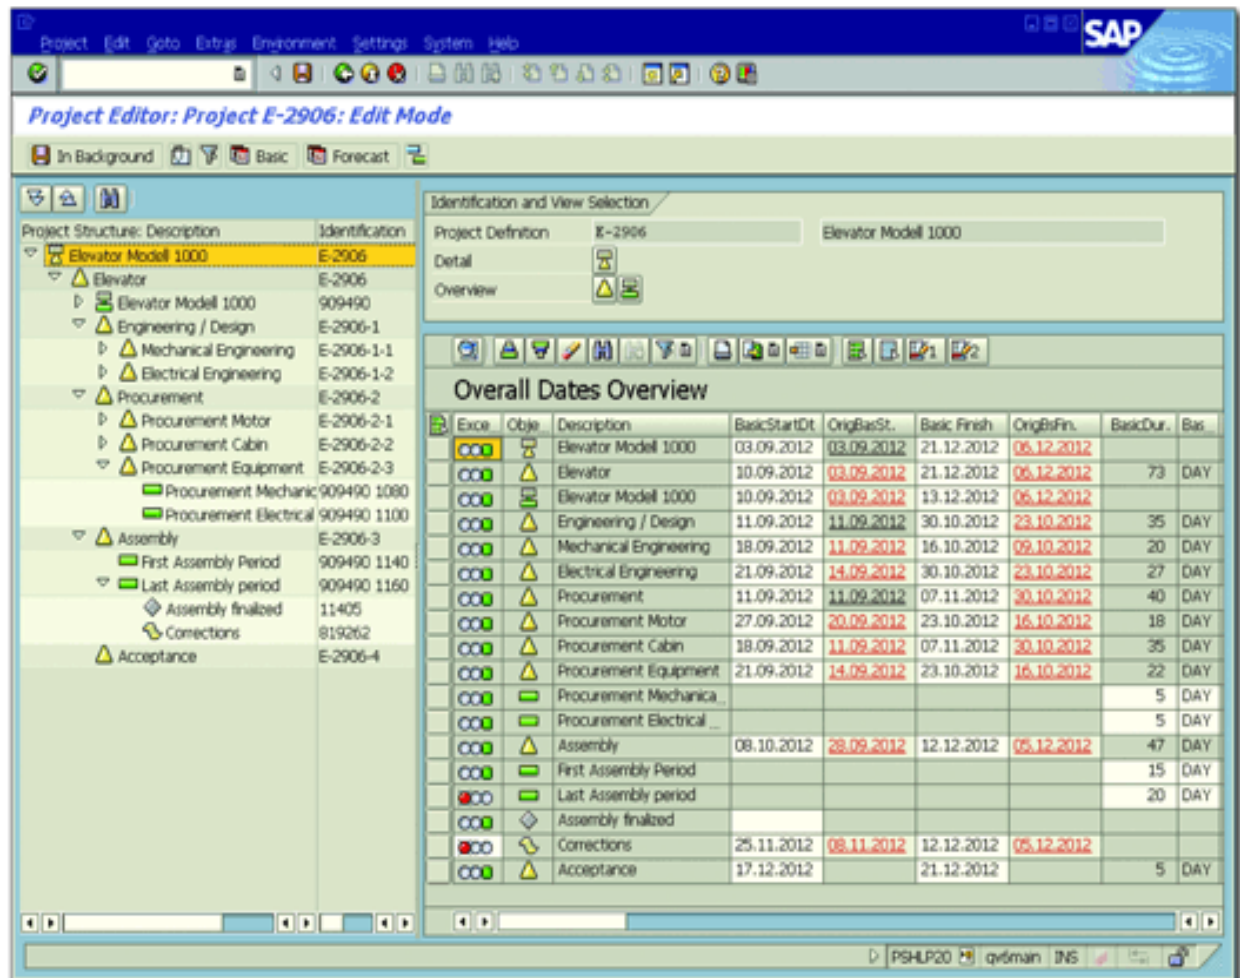 Project Edit Goto Extras Environment Settings System Help
SAP
Project Editor: Project E-2906: Edit Mode
In Background Basic Forecast
Identification and View Selection
Project Definition E-2906 Elevator Modell 1000
Detail
Overview
Project Structure: Description Identification
Elevator Modell 1000 E-2906
Elevator E-2906
Elevator Modell 1000 909490
Engineering / Design E-2906-1
Mechanical Engineering E-2906-1-1
Electrical Engineering E-2906-1-2
Procurement E-2906-2
Procurement Motor E-2906-2-1
Procurement Cabin E-2906-2-2
Procurement Equipment E-2906-2-3
Procurement Mechanic 909490 1080
Procurement Electrical 909490 1100
Assembly E-2906-3
First Assembly Period 909490 1140
Last Assembly period 909490 1160
Assembly finalized 11405
Corrections 819262
Acceptance E-2906-4
1 2
Overall Dates Overview
Exce Obje Description BasicStartDt OrigBasSt. Basic Finish OrigBsFin. BasicDur. Bas...
Elevator Modell 1000 03.09.2012 03.09.2012 21.12.2012 06.12.2012
Elevator 10.09.2012 03.09.2012 21.12.2012 06.12.2012 73 DAY
Elevator Modell 1000 10.09.2012 03.09.2012 13.12.2012 06.12.2012
Engineering / Design 11.09.2012 11.09.2012 30.10.2012 23.10.2012 35 DAY
Mechanical Engineering 18.09.2012 11.09.2012 16.10.2012 09.10.2012 20 DAY
Electrical Engineering 21.09.2012 14.09.2012 30.10.2012 23.10.2012 27 DAY
Procurement 11.09.2012 11.09.2012 07.11.2012 30.10.2012 40 DAY
Procurement Motor 27.09.2012 20.09.2012 23.10.2012 16.10.2012 18 DAY
Procurement Cabin 18.09.2012 11.09.2012 07.11.2012 30.10.2012 35 DAY
Procurement Equipment 21.09.2012 14.09.2012 23.10.2012 16.10.2012 22 DAY
Procurement Mechanica... 5 DAY
Procurement Electrical ... 5 DAY
Assembly 08.10.2012 28.09.2012 12.12.2012 05.12.2012 47 DAY
First Assembly Period 15 DAY
Last Assembly period 20 DAY
Assembly finalized
Corrections 25.11.2012 08.11.2012 12.12.2012 05.12.2012
Acceptance 17.12.2012 21.12.2012 5 DAY
PSHLP20 qv6main INS